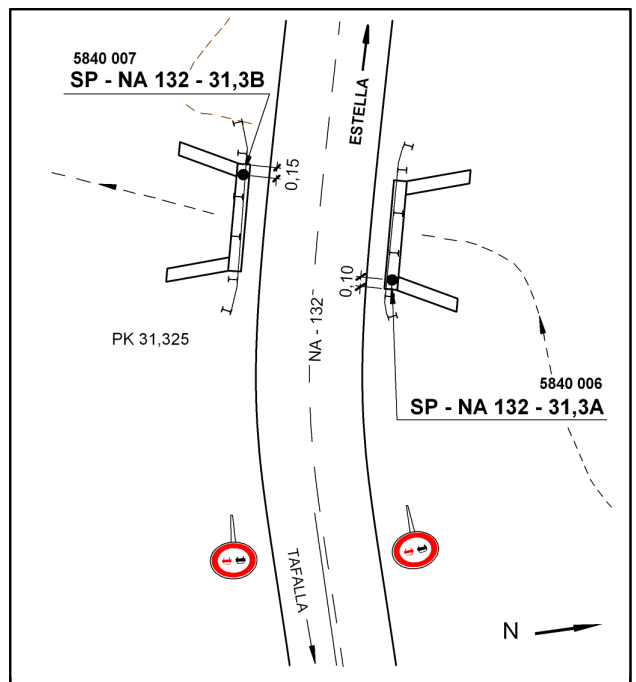 5840 007
SP - NA 132 - 31,3B
ESTELLA
0,15
0,10
NA - 132
PK 31,325
5840 006
SP - NA 132 - 31,3A
TAFALLA
N